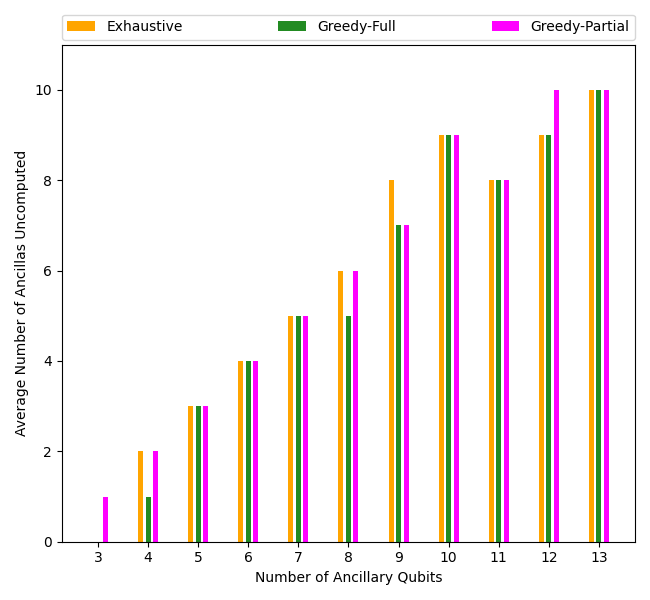 Exhaustive Greedy-Full Greedy-Partial
Average Number of Ancillas Uncomputed
10
8
6
4
2
0
3 4 5 6 7 8 9 10 11 12 13
Number of Ancillary Qubits